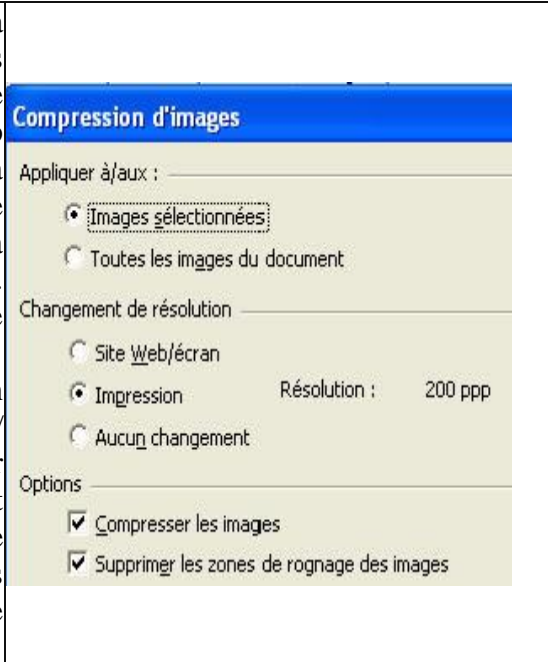 Compression d'images
Appliquer à/aux :
Images sélectionnées
Toutes les images du document
Changement de résolution
Site Web/écran
Impression Résolution : 200 ppp
Aucun changement
Options
Compresser les images
Supprimer les zones de rognage des images